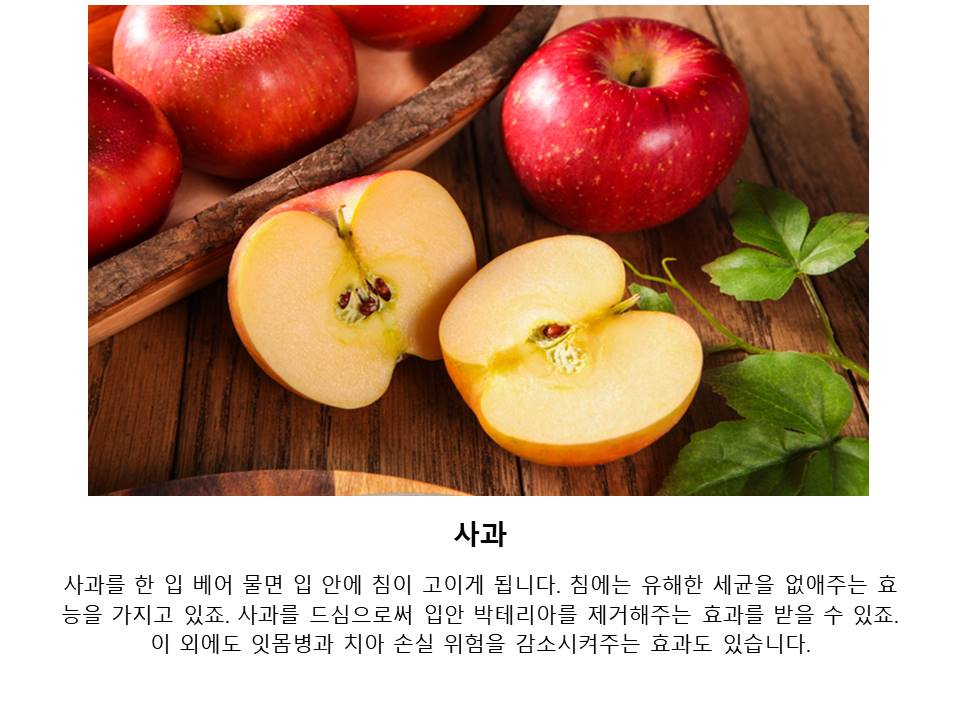 사과
사과를 한 입 베어 물면 입 안에 침이 고이게 됩니다. 침에는 유해한 세균을 없애주는 효
능을 가지고 있죠. 사과를 드심으로써 입안 박테리아를 제거해주는 효과를 받을 수 있죠.
이 외에도 잇몸병과 치아 손실 위험을 감소시켜주는 효과도 있습니다.